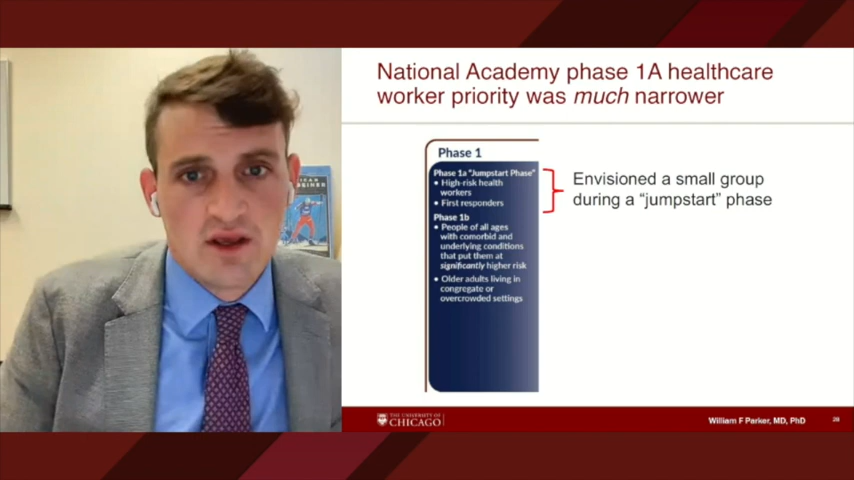 National Academy phase 1A healthcare
worker priority was much narrower
Phase 1
Phase 1a "Jumpstart Phase"
• High-risk health
workers
• First responders
Phase 1b
• People of all ages
with comorbid and
underlying conditions
that put them at
significantly higher risk
• Older adults living in
congregate or
overcrowded settings
Envisioned a small group
during a “jumpstart” phase
THE UNIVERSITY OF
CHICAGO
William F Parker, MD, PhD